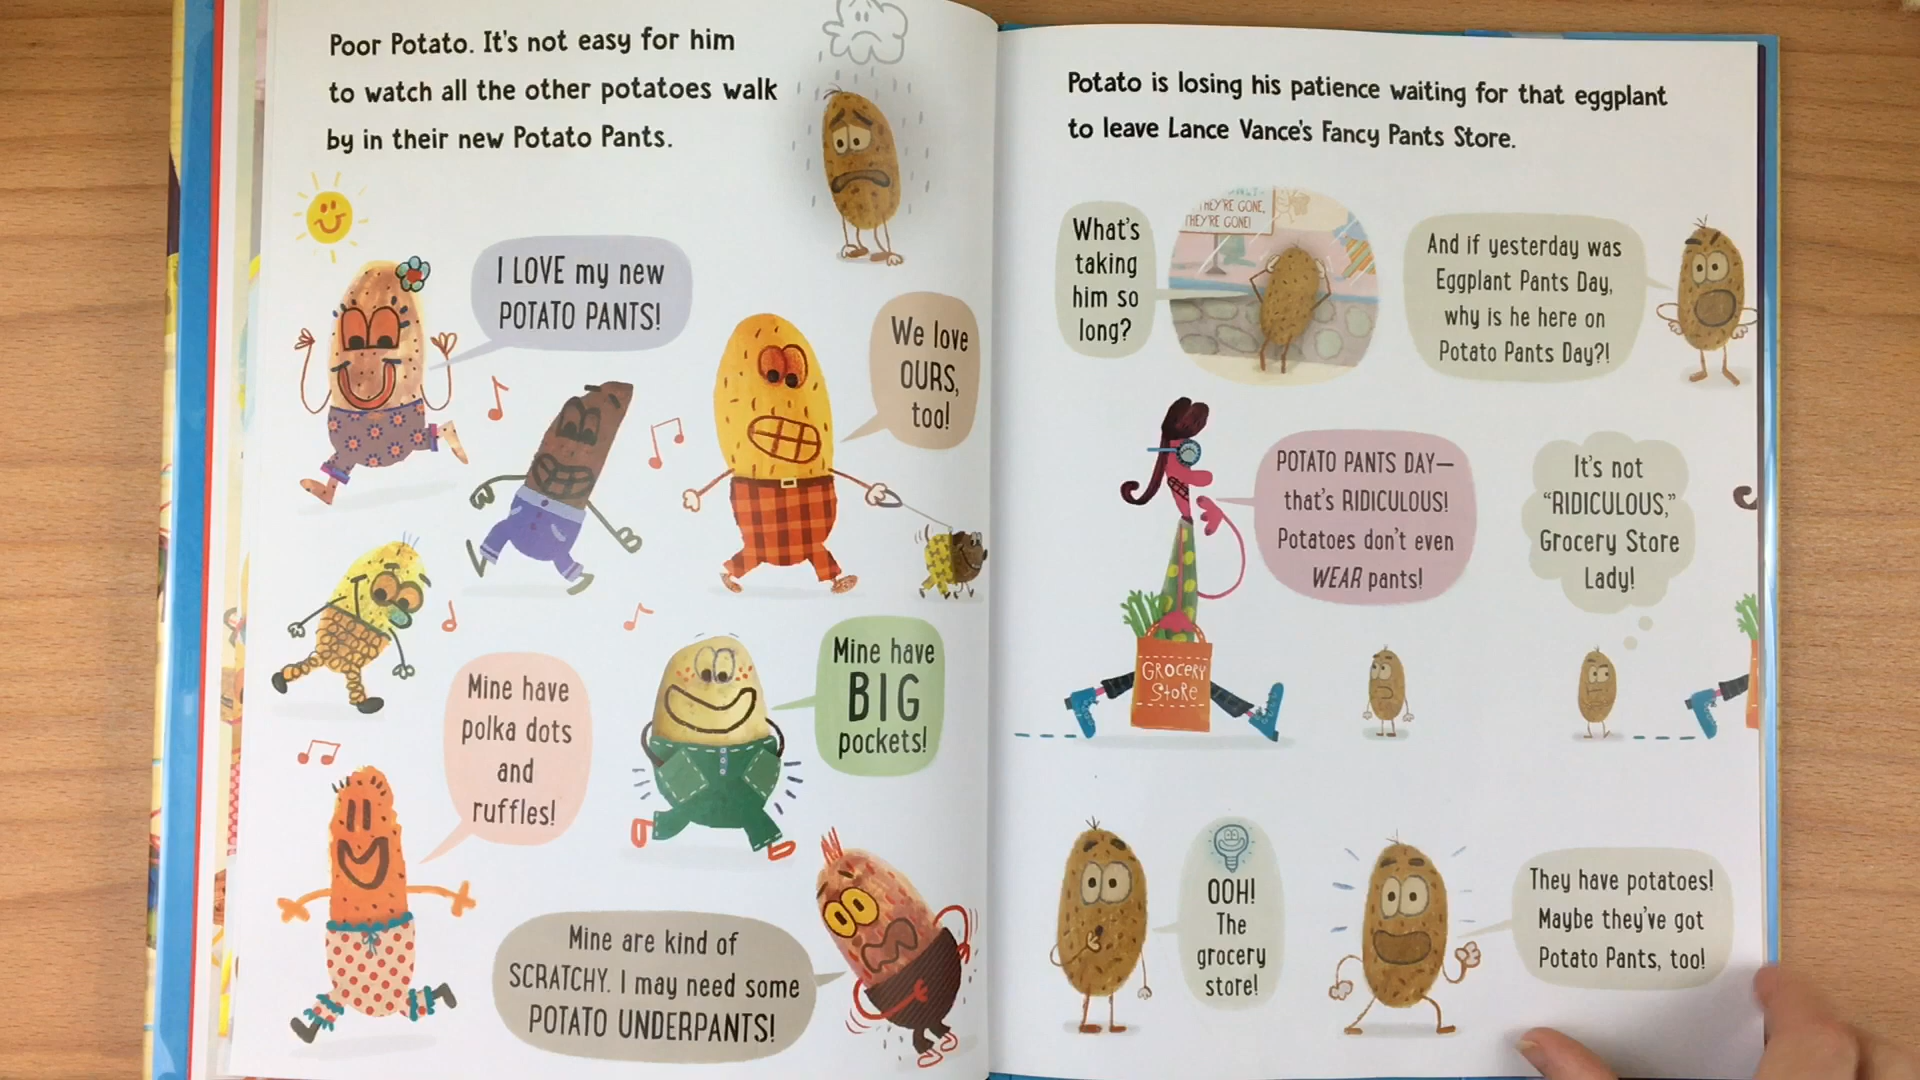 Poor Potato. It's not easy for him
to watch all the other potatoes walk
by in their new Potato Pants.
I LOVE my new
POTATO PANTS!
We love
OURS,
too!
Mine have
polka dots
and
ruffles!
Mine have
BIG
pockets!
Mine are kind of
SCRATCHY. I may need some
POTATO UNDERPANTS!
Potato is losing his patience waiting for that eggplant
to leave Lance Vance's Fancy Pants Store.
What's
taking
him so
long?
THEY'RE GONE,
THEY'RE GONE!
And if yesterday was
Eggplant Pants Day,
why is he here on
Potato Pants Day?!
POTATO PANTS DAY—
that's RIDICULOUS!
Potatoes don't even
WEAR pants!
GROCERY
STORE
It's not
“RIDICULOUS,”
Grocery Store
Lady!
OOH!
The
grocery
store!
They have potatoes!
Maybe they've got
Potato Pants, too!